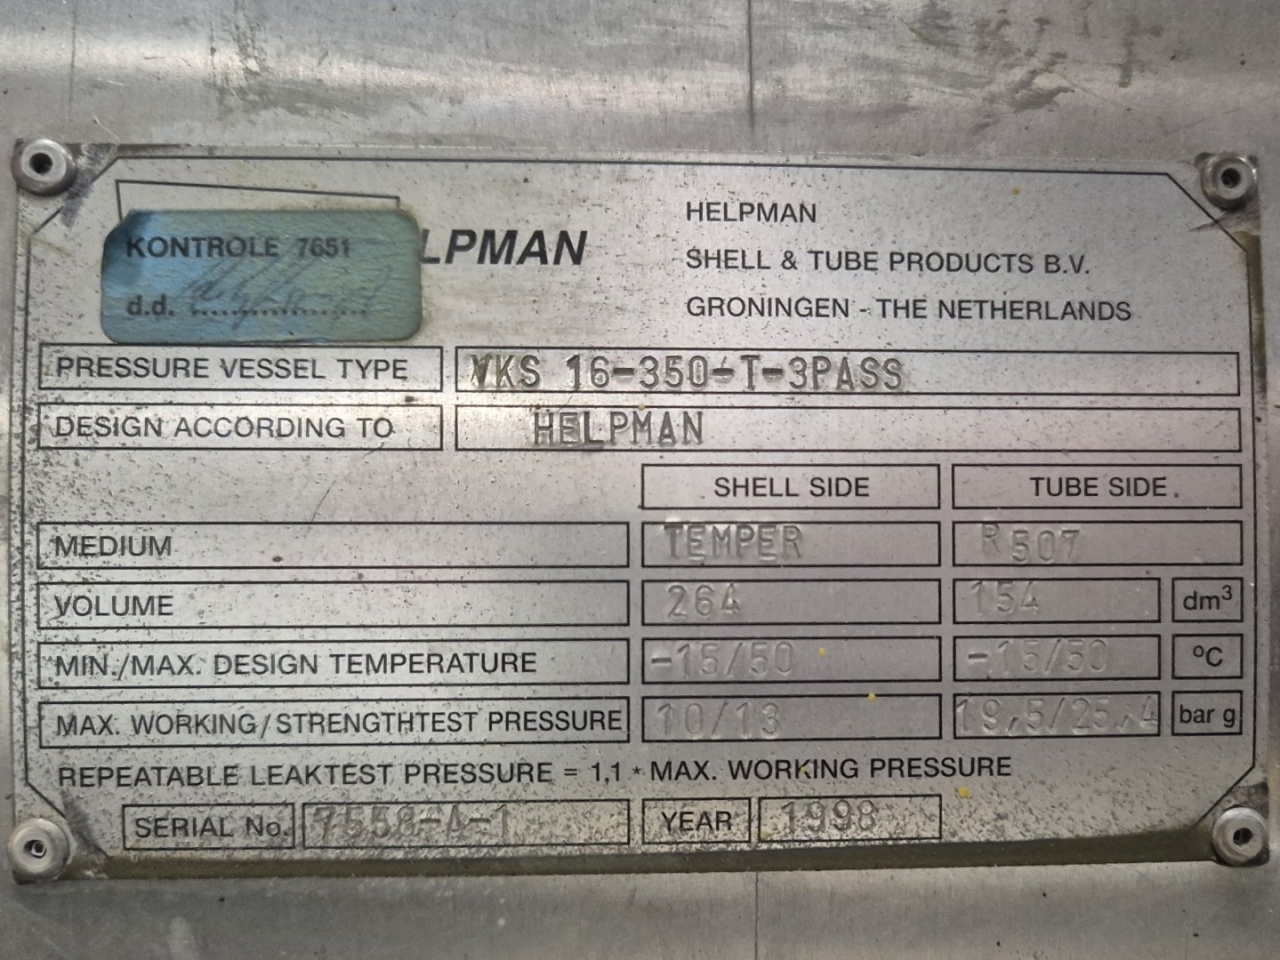 KONTROLE 7651
d.d.
LPMAN
HELPMAN
SHELL & TUBE PRODUCTS B.V.
GRONINGEN - THE NETHERLANDS
PRESSURE VESSEL TYPE VKS 16-350-T-3PASS
DESIGN ACCORDING TO HELPMAN
SHELL SIDE TUBE SIDE
MEDIUM TEMPER R507
VOLUME 264 154 dm³
MIN./MAX. DESIGN TEMPERATURE -15/50 -15/50 °C
MAX. WORKING/STRENGTHTEST PRESSURE 10/13 19,5/25,4 bar g
REPEATABLE LEAKTEST PRESSURE = 1,1 * MAX. WORKING PRESSURE
SERIAL No. 7558-A-1 YEAR 1998